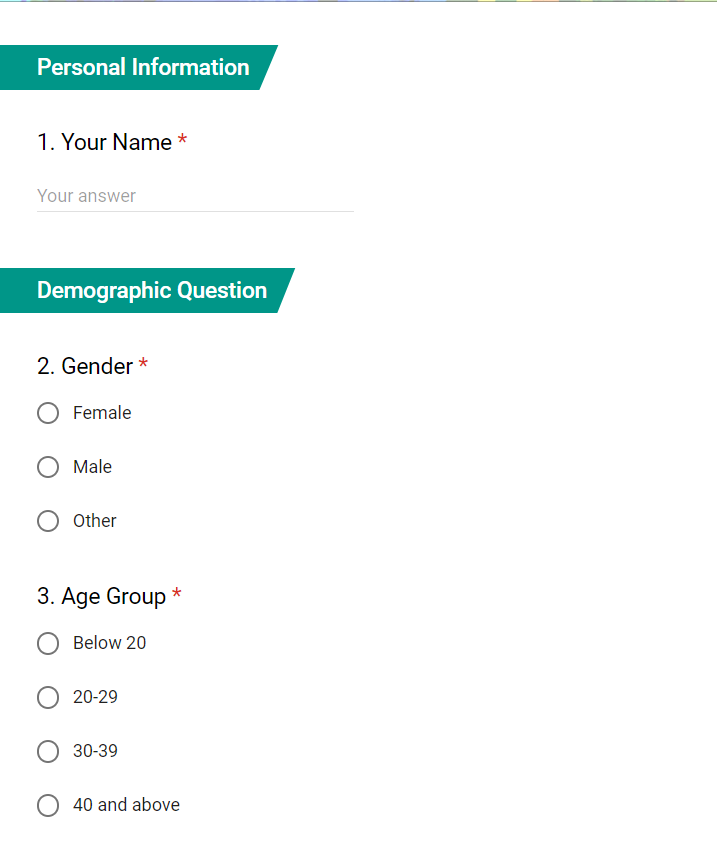 Personal Information
1. Your Name *
Your answer
Demographic Question
2. Gender *
Female
Male
Other
3. Age Group *
Below 20
20-29
30-39
40 and above